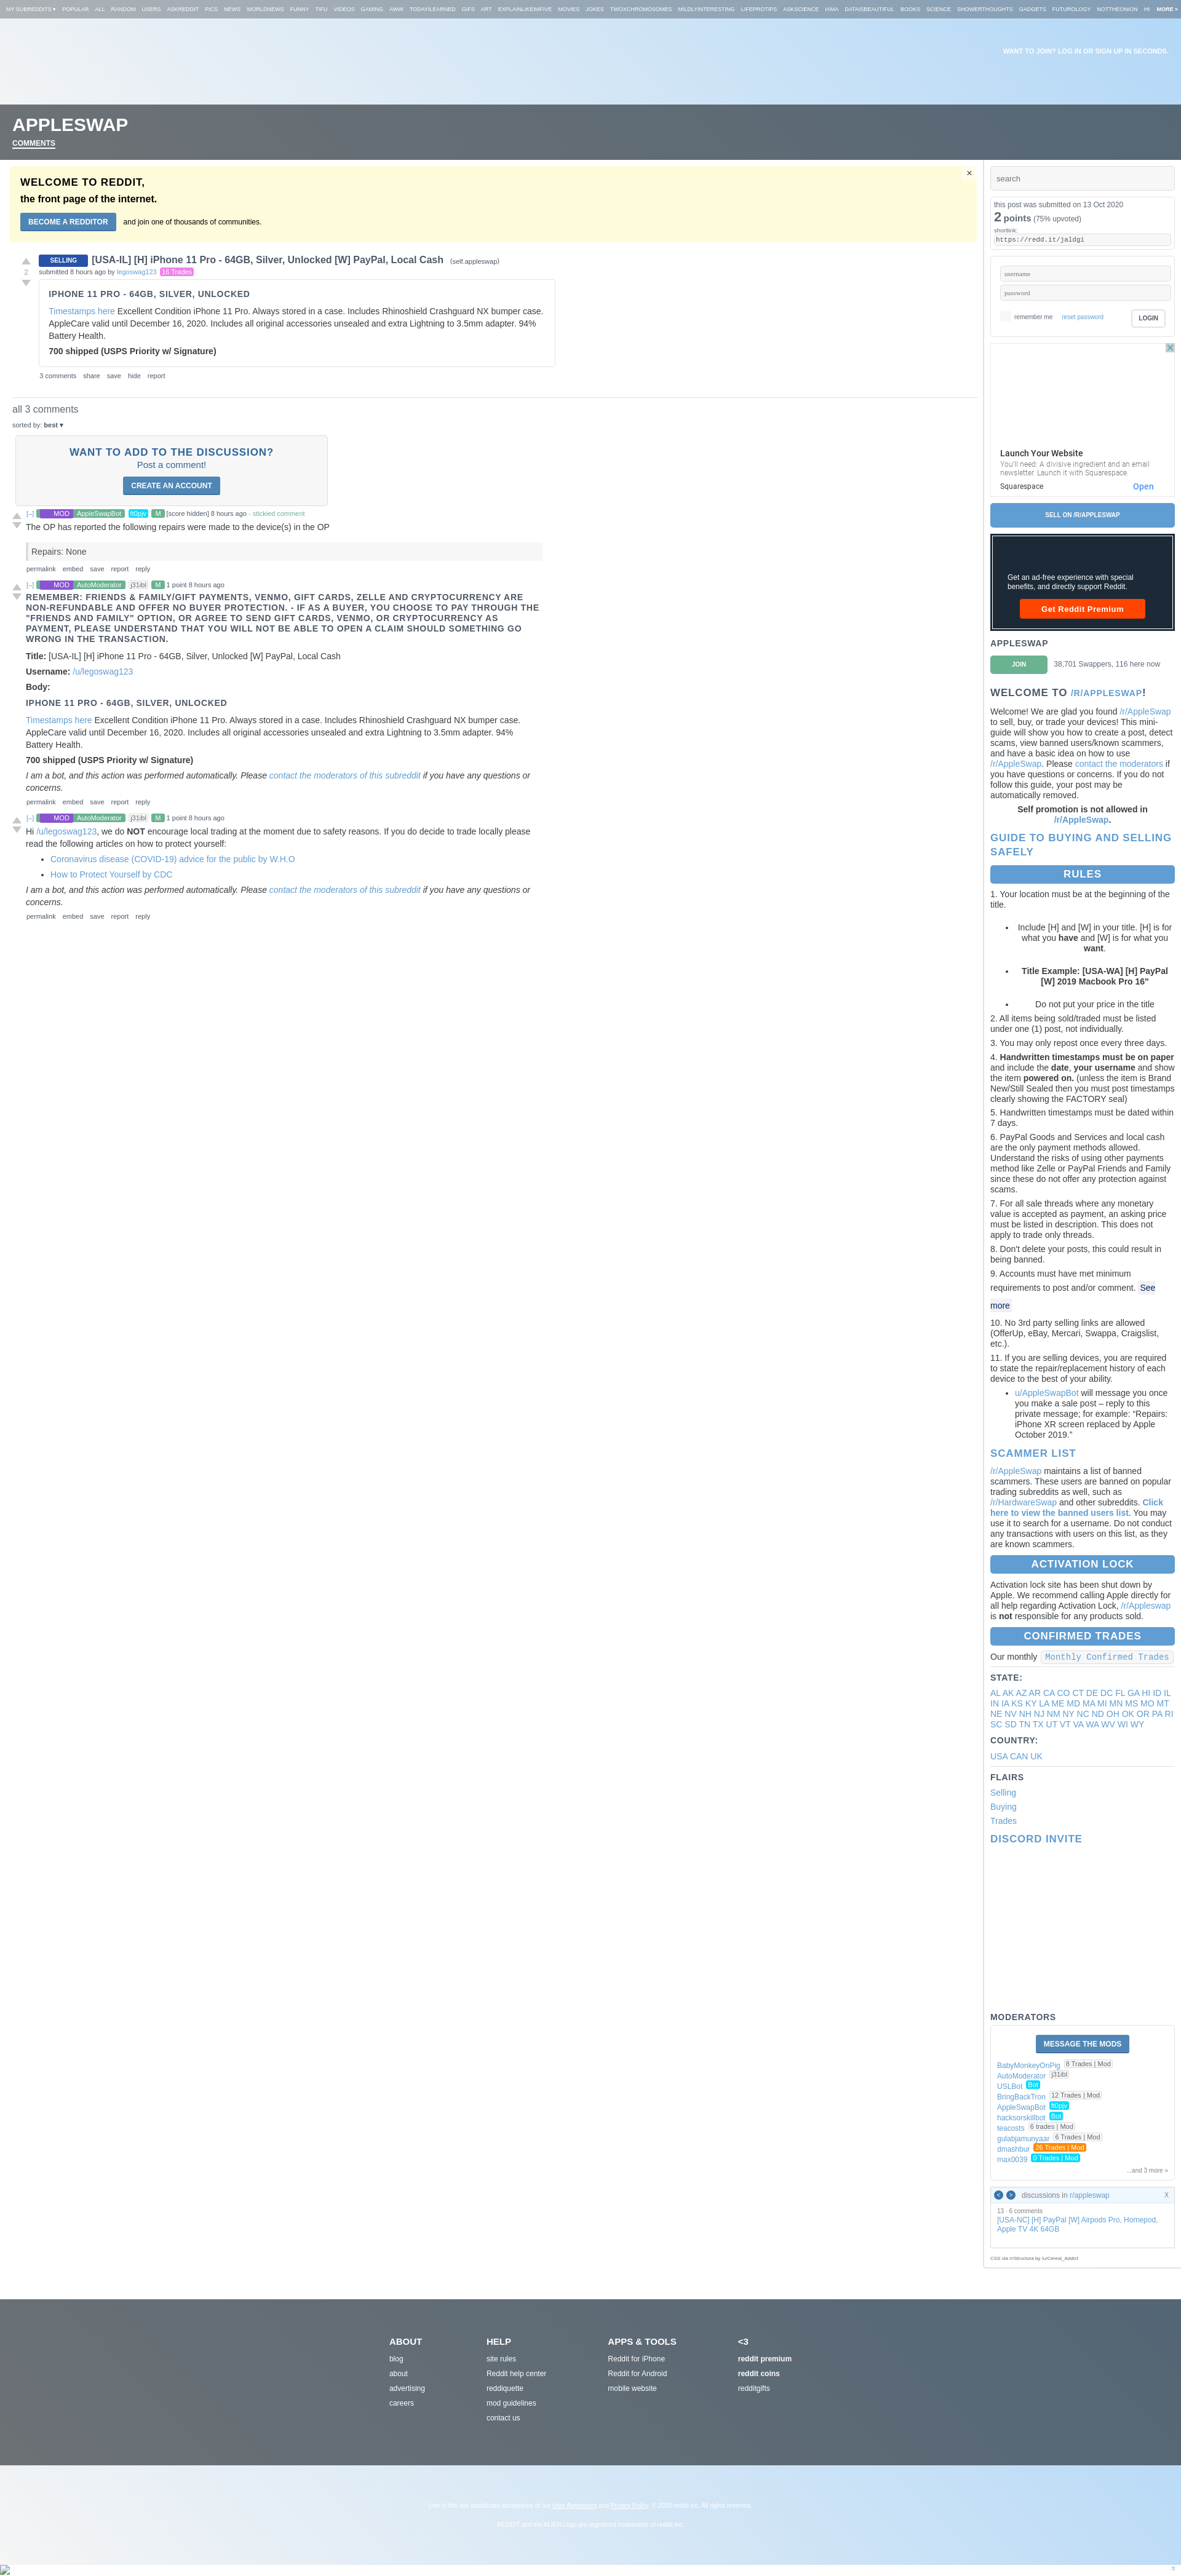 MY SUBREDDITS ▾ POPULAR ALL RANDOM USERS ASKREDDIT PICS NEWS WORLDNEWS FUNNY TIFU VIDEOS GAMING AWW TODAYILEARNED GIFS ART EXPLAINLIKEIMFIVE MOVIES JOKES TWOXCHROMOSOMES MILDLYINTERESTING LIFEPROTIPS ASKSCIENCE IAMA DATAISBEAUTIFUL BOOKS SCIENCE SHOWERTHOUGHTS GADGETS FUTUROLOGY NOTTHEONION HI MORE »
WANT TO JOIN? LOG IN OR SIGN UP IN SECONDS.
APPLESWAP
COMMENTS
WELCOME TO REDDIT,
the front page of the internet.
BECOME A REDDITOR and join one of thousands of communities.
×
2
SELLING [USA-IL] [H] iPhone 11 Pro - 64GB, Silver, Unlocked [W] PayPal, Local Cash (self.appleswap)
submitted 8 hours ago by legoswag123 16 Trades
IPHONE 11 PRO - 64GB, SILVER, UNLOCKED
Timestamps here Excellent Condition iPhone 11 Pro. Always stored in a case. Includes Rhinoshield Crashguard NX bumper case.
AppleCare valid until December 16, 2020. Includes all original accessories unsealed and extra Lightning to 3.5mm adapter. 94%
Battery Health.
700 shipped (USPS Priority w/ Signature)
3 comments share save hide report
all 3 comments
sorted by: best ▾
WANT TO ADD TO THE DISCUSSION?
Post a comment!
CREATE AN ACCOUNT
[–] MOD AppleSwapBot ft0pjv M [score hidden] 8 hours ago - stickied comment
The OP has reported the following repairs were made to the device(s) in the OP
Repairs: None
permalink embed save report reply
[–] MOD AutoModerator j31ibl M 1 point 8 hours ago
REMEMBER: FRIENDS & FAMILY/GIFT PAYMENTS, VENMO, GIFT CARDS, ZELLE AND CRYPTOCURRENCY ARE
NON-REFUNDABLE AND OFFER NO BUYER PROTECTION. - IF AS A BUYER, YOU CHOOSE TO PAY THROUGH THE
"FRIENDS AND FAMILY" OPTION, OR AGREE TO SEND GIFT CARDS, VENMO, OR CRYPTOCURRENCY AS
PAYMENT, PLEASE UNDERSTAND THAT YOU WILL NOT BE ABLE TO OPEN A CLAIM SHOULD SOMETHING GO
WRONG IN THE TRANSACTION.
Title: [USA-IL] [H] iPhone 11 Pro - 64GB, Silver, Unlocked [W] PayPal, Local Cash
Username: /u/legoswag123
Body:
IPHONE 11 PRO - 64GB, SILVER, UNLOCKED
Timestamps here Excellent Condition iPhone 11 Pro. Always stored in a case. Includes Rhinoshield Crashguard NX bumper case.
AppleCare valid until December 16, 2020. Includes all original accessories unsealed and extra Lightning to 3.5mm adapter. 94%
Battery Health.
700 shipped (USPS Priority w/ Signature)
I am a bot, and this action was performed automatically. Please contact the moderators of this subreddit if you have any questions or
concerns.
permalink embed save report reply
[–] MOD AutoModerator j31ibl M 1 point 8 hours ago
Hi /u/legoswag123, we do NOT encourage local trading at the moment due to safety reasons. If you do decide to trade locally please
read the following articles on how to protect yourself:
• Coronavirus disease (COVID-19) advice for the public by W.H.O
• How to Protect Yourself by CDC
I am a bot, and this action was performed automatically. Please contact the moderators of this subreddit if you have any questions or
concerns.
permalink embed save report reply
search
this post was submitted on 13 Oct 2020
2 points (75% upvoted)
shortlink:
https://redd.it/jaldgi
username
password
remember me reset password LOGIN
Launch Your Website
You'll need: A divisive ingredient and an email
newsletter. Launch it with Squarespace.
Squarespace Open
SELL ON /R/APPLESWAP
Get an ad-free experience with special
benefits, and directly support Reddit.
Get Reddit Premium
APPLESWAP
JOIN 38,701 Swappers, 116 here now
WELCOME TO /R/APPLESWAP!
Welcome! We are glad you found /r/AppleSwap
to sell, buy, or trade your devices! This mini-
guide will show you how to create a post, detect
scams, view banned users/known scammers,
and have a basic idea on how to use
/r/AppleSwap. Please contact the moderators if
you have questions or concerns. If you do not
follow this guide, your post may be
automatically removed.
Self promotion is not allowed in
/r/AppleSwap.
GUIDE TO BUYING AND SELLING
SAFELY
RULES
1. Your location must be at the beginning of the
title.
• Include [H] and [W] in your title. [H] is for
what you have and [W] is for what you
want.
• Title Example: [USA-WA] [H] PayPal
[W] 2019 Macbook Pro 16"
• Do not put your price in the title
2. All items being sold/traded must be listed
under one (1) post, not individually.
3. You may only repost once every three days.
4. Handwritten timestamps must be on paper
and include the date, your username and show
the item powered on. (unless the item is Brand
New/Still Sealed then you must post timestamps
clearly showing the FACTORY seal)
5. Handwritten timestamps must be dated within
7 days.
6. PayPal Goods and Services and local cash
are the only payment methods allowed.
Understand the risks of using other payments
method like Zelle or PayPal Friends and Family
since these do not offer any protection against
scams.
7. For all sale threads where any monetary
value is accepted as payment, an asking price
must be listed in description. This does not
apply to trade only threads.
8. Don't delete your posts, this could result in
being banned.
9. Accounts must have met minimum
requirements to post and/or comment. See
more
10. No 3rd party selling links are allowed
(OfferUp, eBay, Mercari, Swappa, Craigslist,
etc.).
11. If you are selling devices, you are required
to state the repair/replacement history of each
device to the best of your ability.
• u/AppleSwapBot will message you once
you make a sale post – reply to this
private message; for example: “Repairs:
iPhone XR screen replaced by Apple
October 2019.”
SCAMMER LIST
/r/AppleSwap maintains a list of banned
scammers. These users are banned on popular
trading subreddits as well, such as
/r/HardwareSwap and other subreddits. Click
here to view the banned users list. You may
use it to search for a username. Do not conduct
any transactions with users on this list, as they
are known scammers.
ACTIVATION LOCK
Activation lock site has been shut down by
Apple. We recommend calling Apple directly for
all help regarding Activation Lock, /r/Appleswap
is not responsible for any products sold.
CONFIRMED TRADES
Our monthly Monthly Confirmed Trades
STATE:
AL AK AZ AR CA CO CT DE DC FL GA HI ID IL
IN IA KS KY LA ME MD MA MI MN MS MO MT
NE NV NH NJ NM NY NC ND OH OK OR PA RI
SC SD TN TX UT VT VA WA WV WI WY
COUNTRY:
USA CAN UK
FLAIRS
Selling
Buying
Trades
DISCORD INVITE
MODERATORS
MESSAGE THE MODS
BabyMonkeyOnPig 8 Trades | Mod
AutoModerator j31ibl
USLBot Bot
BringBackTron 12 Trades | Mod
AppleSwapBot ft0pjv
hacksorskillbot Bot
teacosts 6 trades | Mod
gulabjamunyaar 6 Trades | Mod
dmashbur 26 Trades | Mod
max0039 0 Trades | Mod
...and 3 more »
< > discussions in r/appleswap X
13 · 6 comments
[USA-NC] [H] PayPal [W] Airpods Pro, Homepod,
Apple TV 4K 64GB
CSS via /r/Structura by /u/Cereal_Addict
ABOUT
blog
about
advertising
careers
HELP
site rules
Reddit help center
reddiquette
mod guidelines
contact us
APPS & TOOLS
Reddit for iPhone
Reddit for Android
mobile website
<3
reddit premium
reddit coins
redditgifts
Use of this site constitutes acceptance of our User Agreement and Privacy Policy. © 2020 reddit inc. All rights reserved.
REDDIT and the ALIEN Logo are registered trademarks of reddit inc.
π